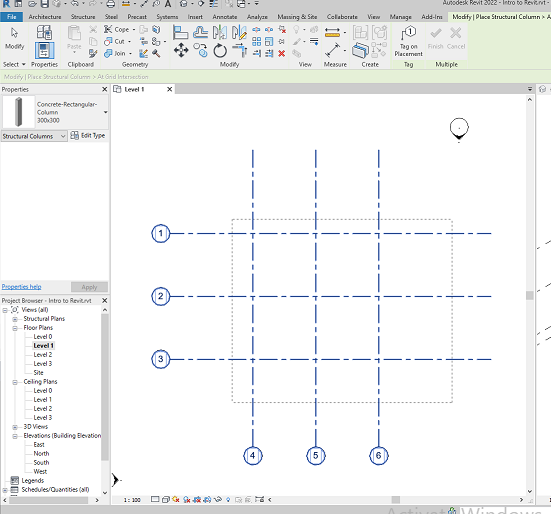 Autodesk Revit 2022 - Intro to Revit.rvt -
File Architecture Structure Steel Precast Systems Insert Annotate Analyze Massing & Site Collaborate View Manage Add-Ins Modify | Place Structural Column > A
Modify
Paste
Cope
Cut
Join
Tag on
Placement
Finish Cancel
Select Properties Clipboard Geometry Modify View Measure Create Tag Multiple
Modify | Place Structural Column > At Grid Intersection
Properties
Level 1
Concrete-Rectangular-
Column
300x300
Structural Columns
Edit Type
1
2
3
4
5
6
Properties help
Apply
Project Browser - Intro to Revit.rvt
Views (all)
Structural Plans
Floor Plans
Level 0
Level 1
Level 2
Level 3
Site
Ceiling Plans
Level 0
Level 1
Level 2
Level 3
3D Views
Elevations (Building Elevation
East
North
South
West
Legends
Schedules/Quantities (all)
1 : 100